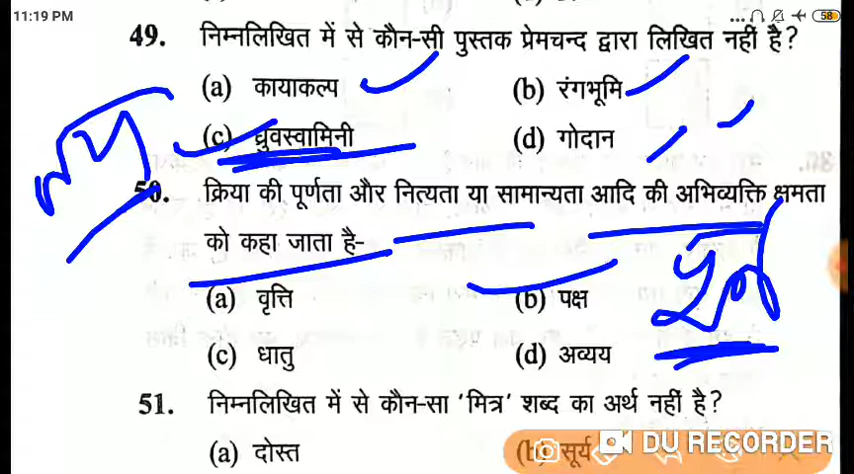 11:19 PM ... 58
49. निम्नलिखित में से कौन-सी पुस्तक प्रेमचन्द द्वारा लिखित नहीं है?
(a) कायाकल्प (b) रंगभूमि
(c) ध्रुवस्वामिनी (d) गोदान
50. क्रिया की पूर्णता और नित्यता या सामान्यता आदि की अभिव्यक्ति क्षमता
को कहा जाता है-
(a) वृत्ति (b) पक्ष
(c) धातु (d) अव्यय
51. निम्नलिखित में से कौन-सा 'मित्र' शब्द का अर्थ नहीं है?
(a) दोस्त (b) सूर्य
DU RECORDER